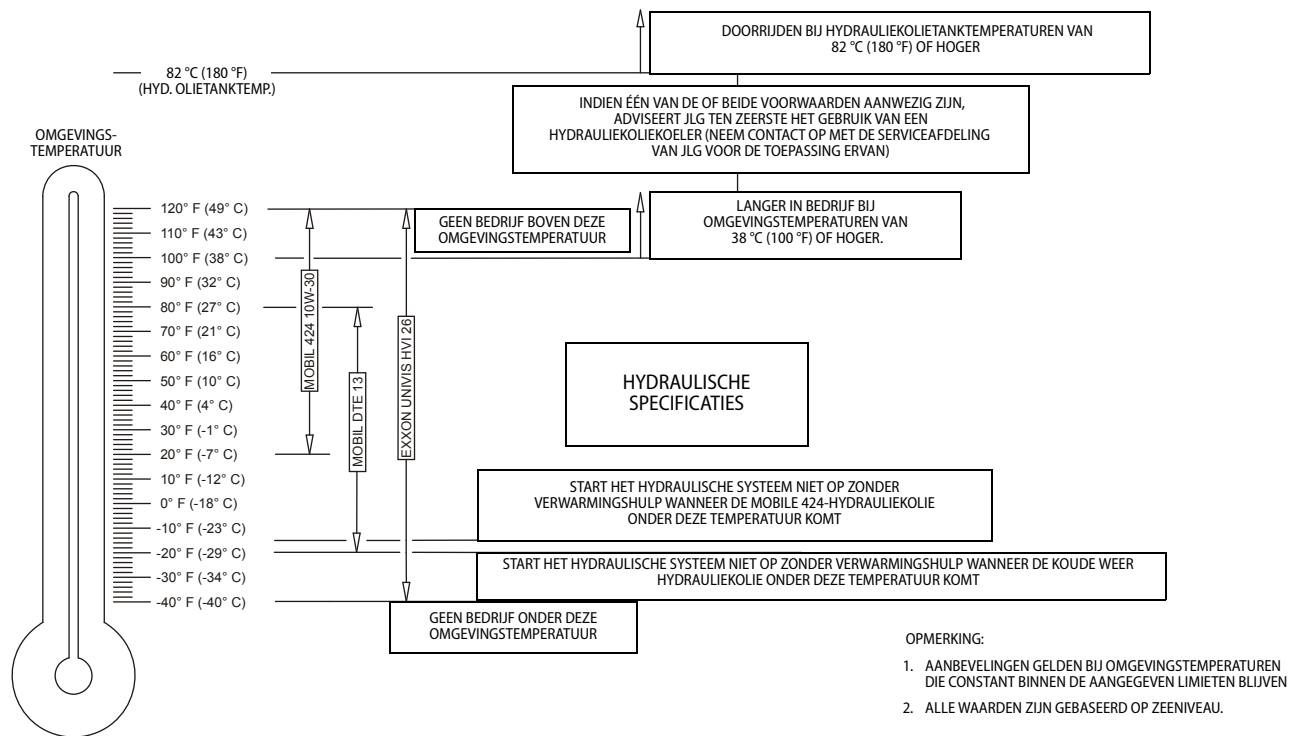 DOORRIJDEN BIJ HYDRAULIEKOLIETANKTEMPERATUREN VAN
82 °C (180 °F) OF HOGER
82 °C (180 °F)
(HYD. OLIETANKTEMP.)
INDIEN ÉÉN VAN DE OF BEIDE VOORWAARDEN AANWEZIG ZIJN,
ADVISEERT JLG TEN ZEERSTE HET GEBRUIK VAN EEN
HYDRAULIEKOLIEKOELER (NEEM CONTACT OP MET DE SERVICEAFDELING
VAN JLG VOOR DE TOEPASSING ERVAN)
OMGEVINGS-
TEMPERATUUR
LANGER IN BEDRIJF BIJ
OMGEVINGSTEMPERATUREN VAN
38 °C (100 °F) OF HOGER.
GEEN BEDRIJF BOVEN DEZE
OMGEVINGSTEMPERATUUR
120° F (49° C)
110° F (43° C)
100° F (38° C)
90° F (32° C)
80° F (27° C)
70° F (21° C)
60° F (16° C)
50° F (10° C)
40° F (4° C)
30° F (-1° C)
20° F (-7° C)
10° F (-12° C)
0° F (-18° C)
-10° F (-23° C)
-20° F (-29° C)
-30° F (-34° C)
-40° F (-40° C)
MOBIL 424 10W-30
MOBIL DTE 13
EXXON UNIVIS HVI 26
HYDRAULISCHE
SPECIFICATIES
START HET HYDRAULISCHE SYSTEEM NIET OP ZONDER
VERWARMINGSHULP WANNEER DE MOBILE 424-HYDRAULIEKOLIE
ONDER DEZE TEMPERATUUR KOMT
START HET HYDRAULISCHE SYSTEEM NIET OP ZONDER VERWARMINGSHULP WANNEER DE KOUDE WEER
HYDRAULIEKOLIE ONDER DEZE TEMPERATUUR KOMT
GEEN BEDRIJF ONDER DEZE
OMGEVINGSTEMPERATUUR
OPMERKING:
1. AANBEVELINGEN GELDEN BIJ OMGEVINGSTEMPERATUREN
DIE CONSTANT BINNEN DE AANGEGEVEN LIMIETEN BLIJVEN
2. ALLE WAARDEN ZIJN GEBASEERD OP ZEENIVEAU.